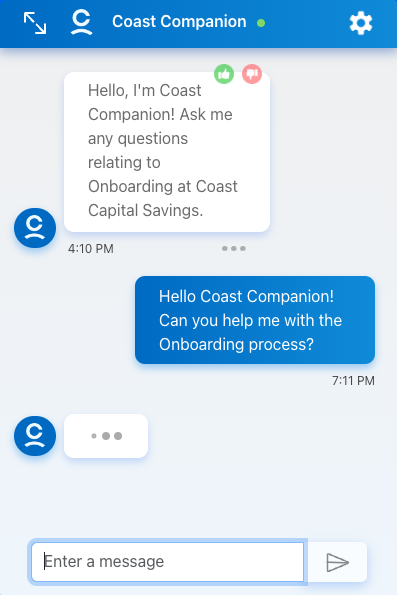 Coast Companion
Hello, I'm Coast
Companion! Ask me
any questions
relating to
Onboarding at Coast
Capital Savings.
4:10 PM
Hello Coast Companion!
Can you help me with the
Onboarding process?
7:11 PM
Enter a message